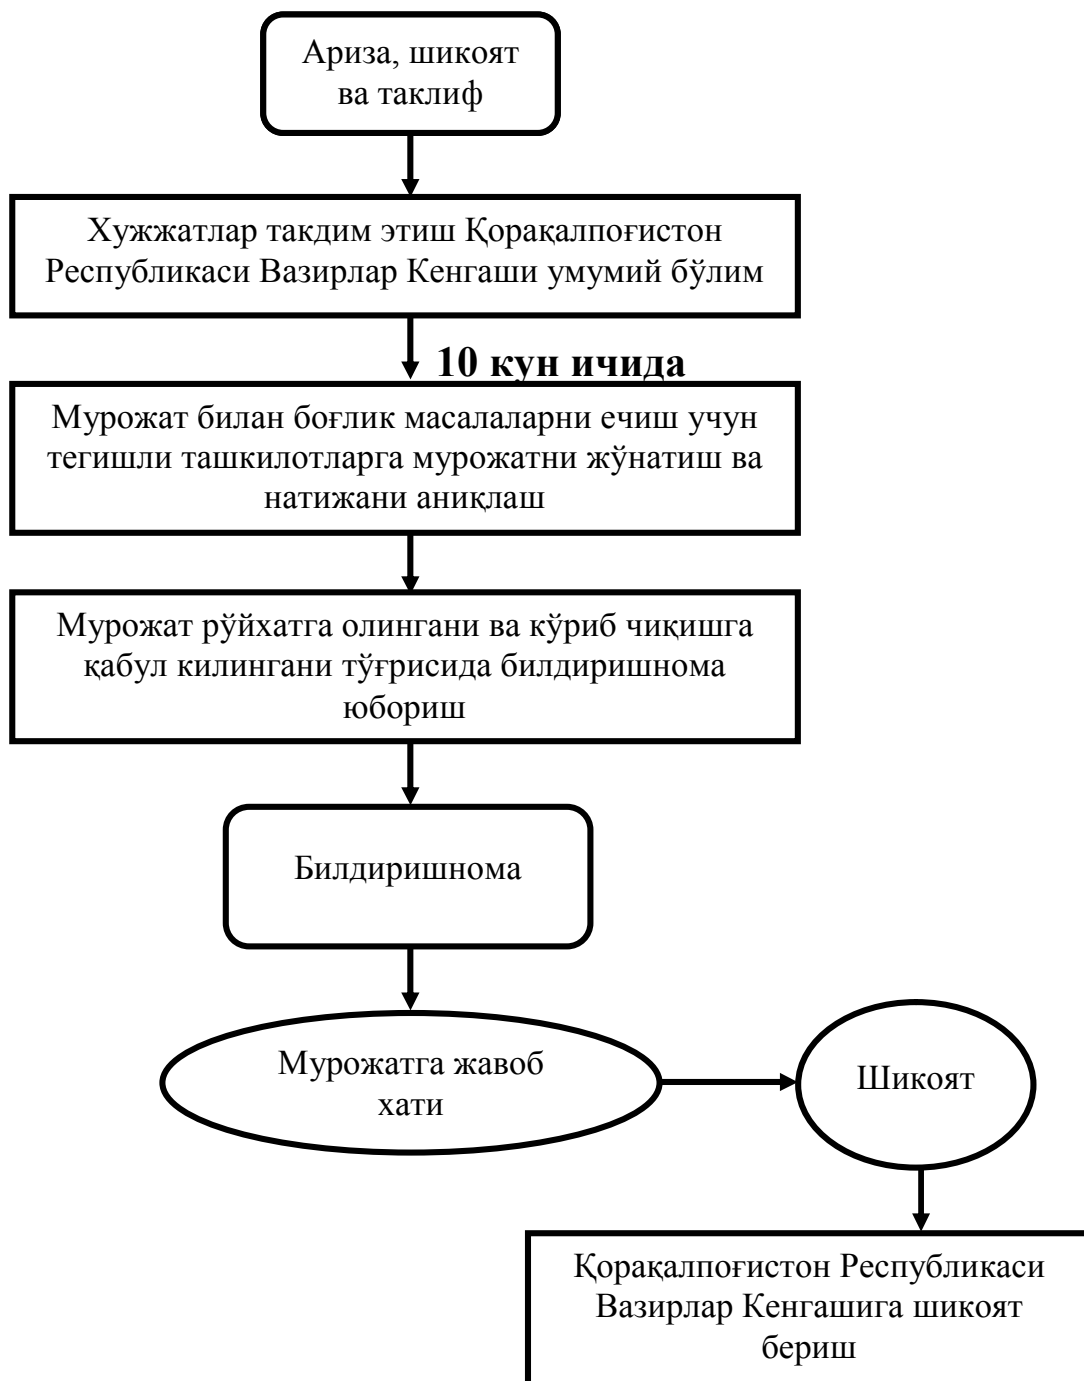 Ариза, шикоят
ва таклиф
Хужжатлар такдим этиш Қорақалпоғистон
Республикаси Вазирлар Кенгаши умумий бўлим
10 кун ичида
Мурожат билан боғлик масалаларни ечиш учун
тегишли ташкилотларга мурожатни жўнатиш ва
натижани аниқлаш
Мурожат рўйхатга олингани ва кўриб чиқишга
қабул килингани тўғрисида билдиришнома
юбориш
Билдиришнома
Мурожатга жавоб
хати
Шикоят
Қорақалпоғистон Республикаси
Вазирлар Кенгашига шикоят
бериш